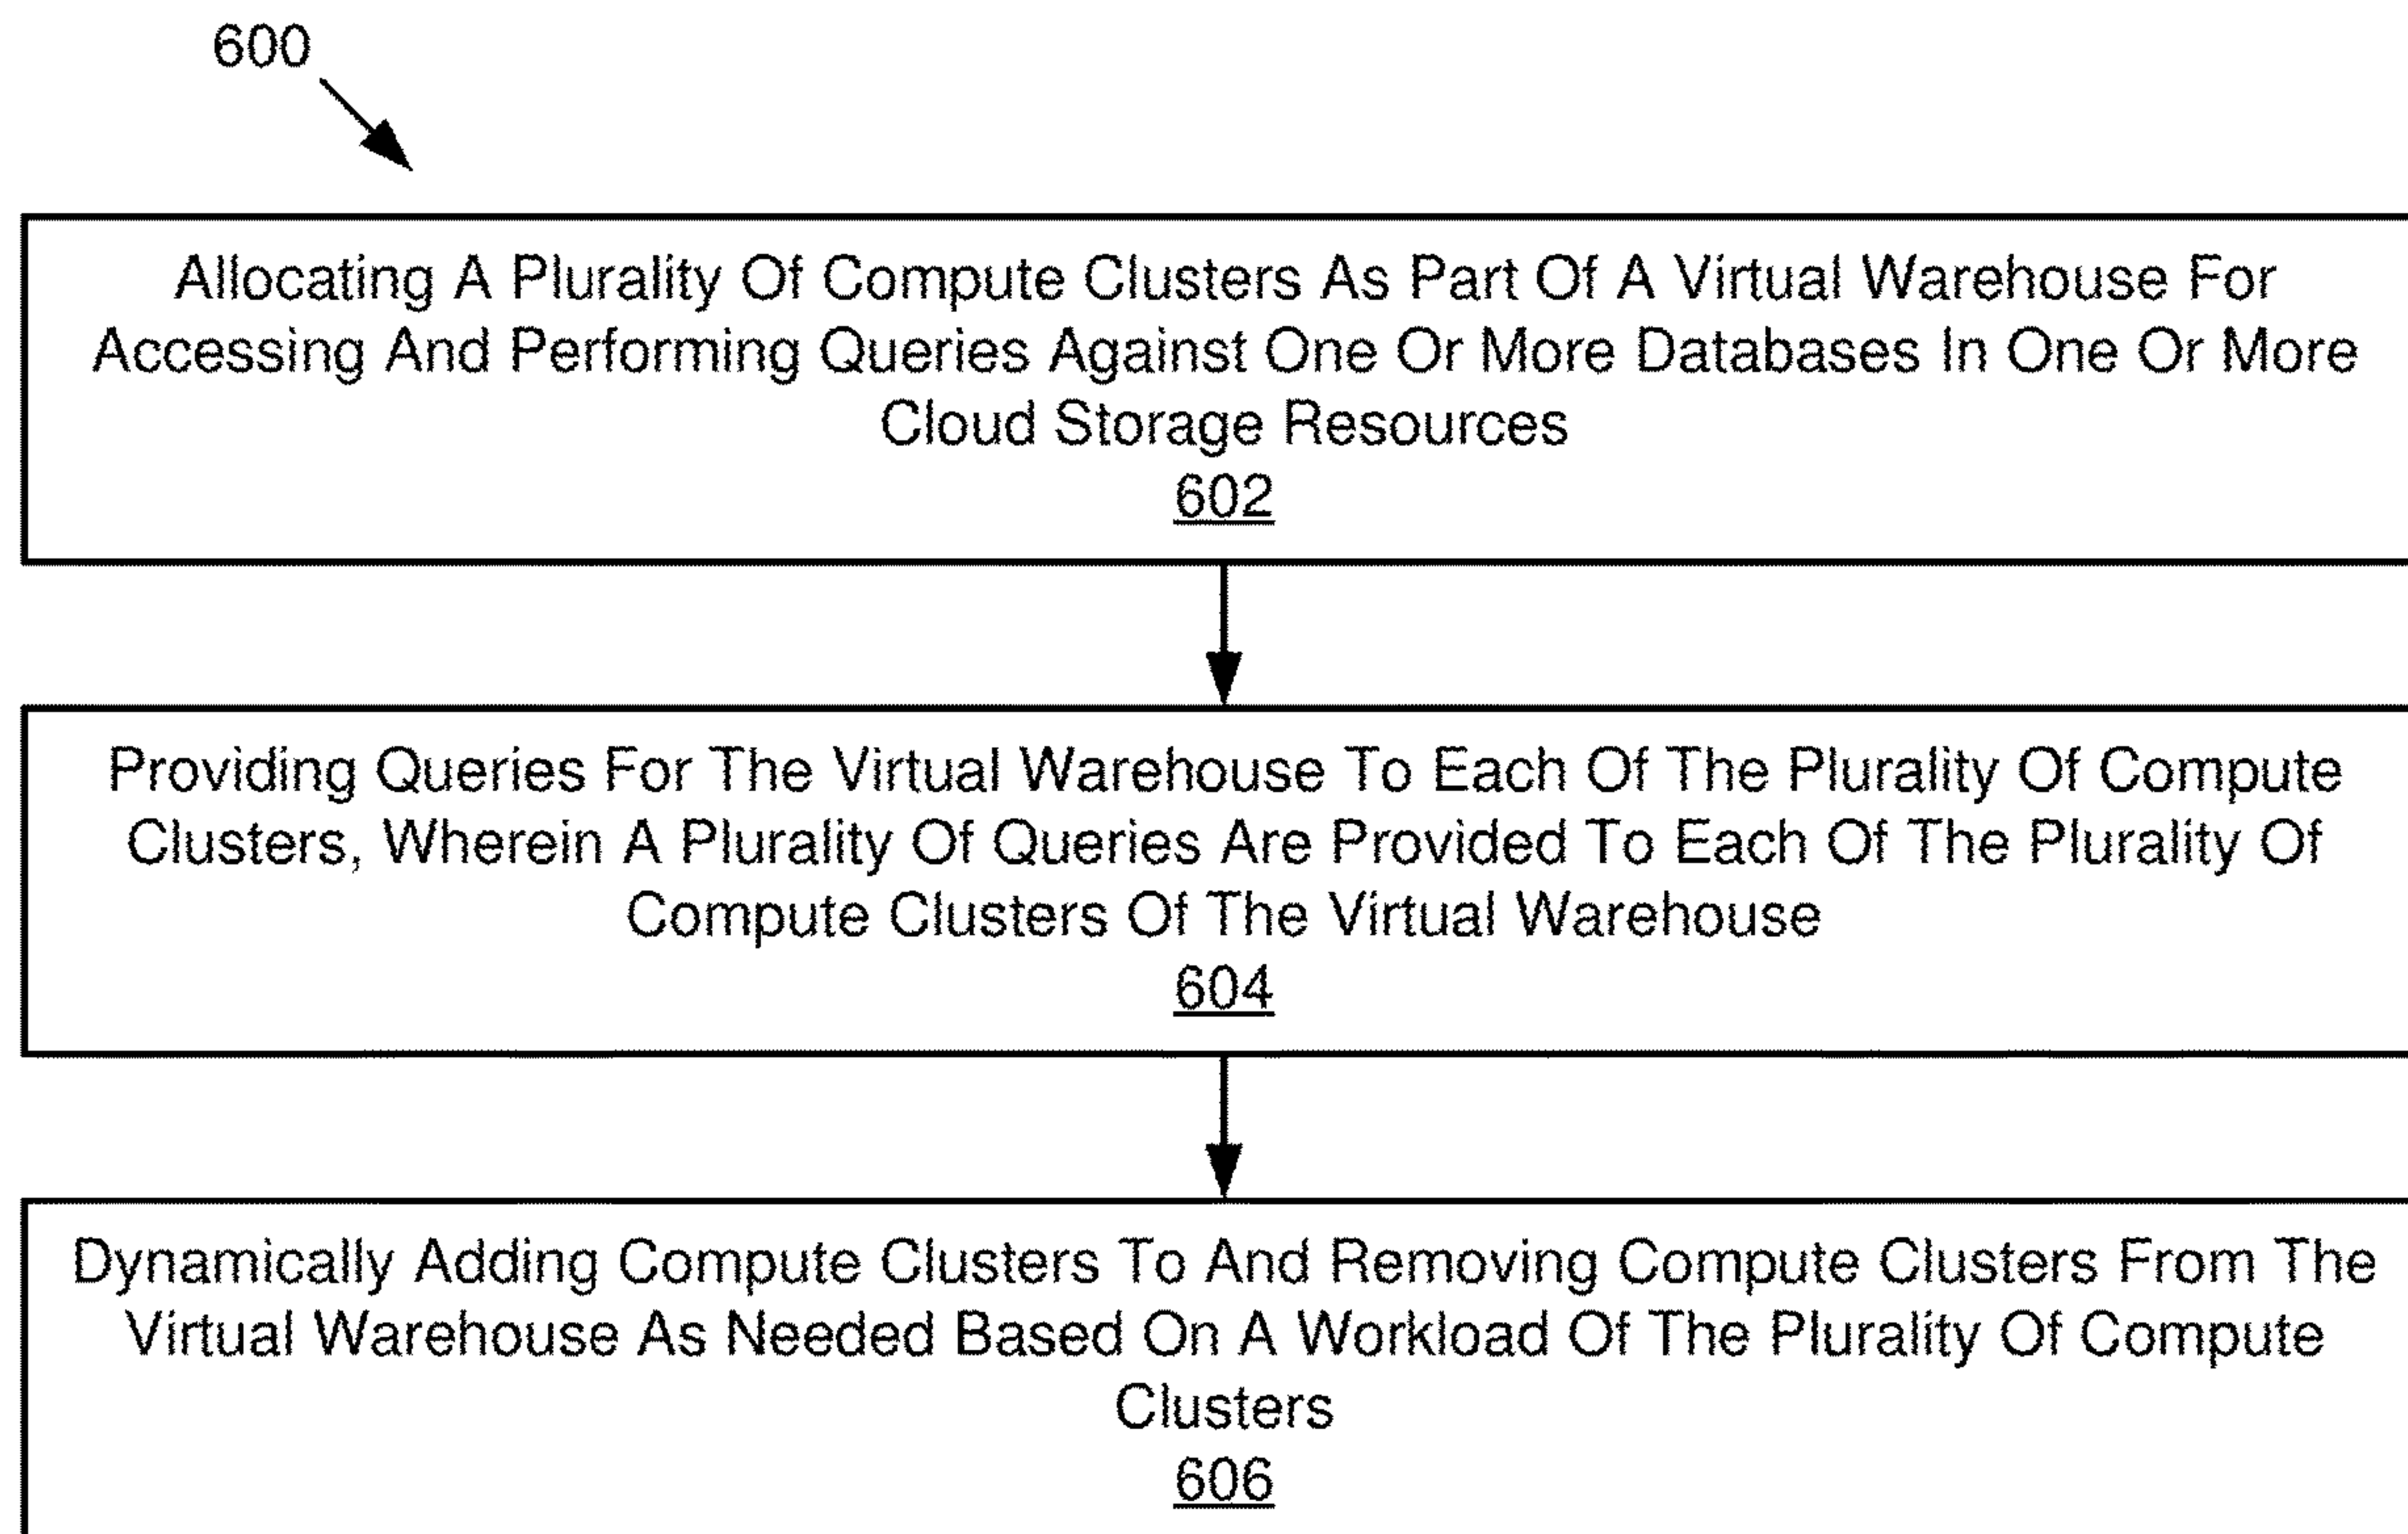 600
Allocating A Plurality Of Compute Clusters As Part Of A Virtual Warehouse For
Accessing And Performing Queries Against One Or More Databases In One Or More
Cloud Storage Resources
602
Providing Queries For The Virtual Warehouse To Each Of The Plurality Of Compute
Clusters, Wherein A Plurality Of Queries Are Provided To Each Of The Plurality Of
Compute Clusters Of The Virtual Warehouse
604
Dynamically Adding Compute Clusters To And Removing Compute Clusters From The
Virtual Warehouse As Needed Based On A Workload Of The Plurality Of Compute
Clusters
606